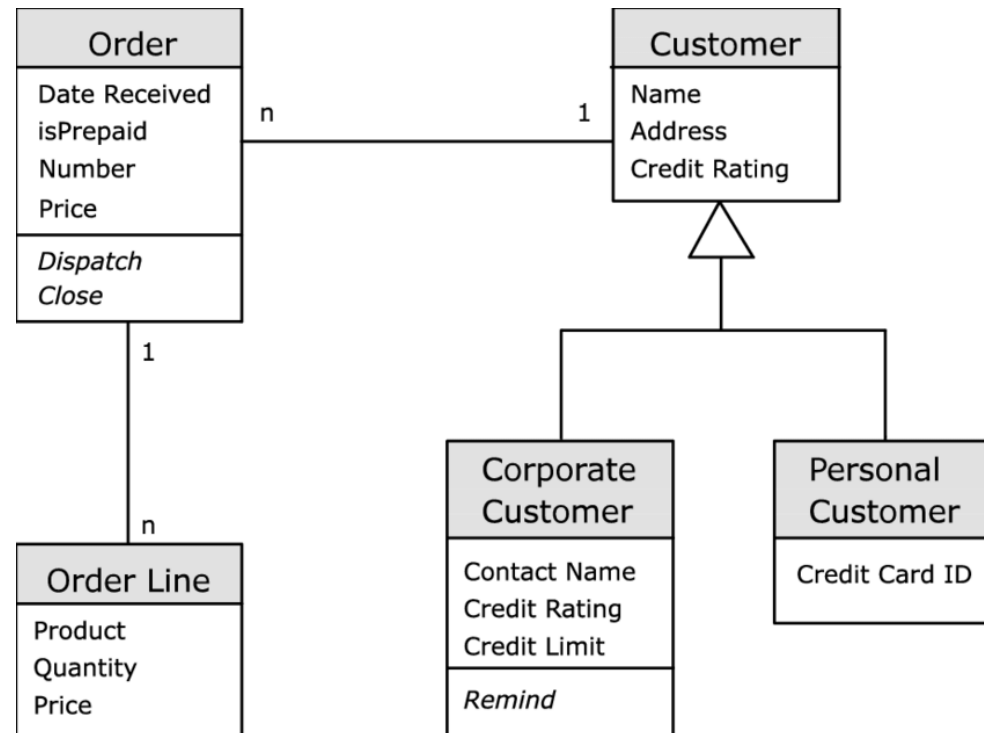 Order
Date Received
isPrepaid
Number
Price
Dispatch
Close
n
1
Customer
Name
Address
Credit Rating
1
n
Order Line
Product
Quantity
Price
Corporate
Customer
Contact Name
Credit Rating
Credit Limit
Remind
Personal
Customer
Credit Card ID